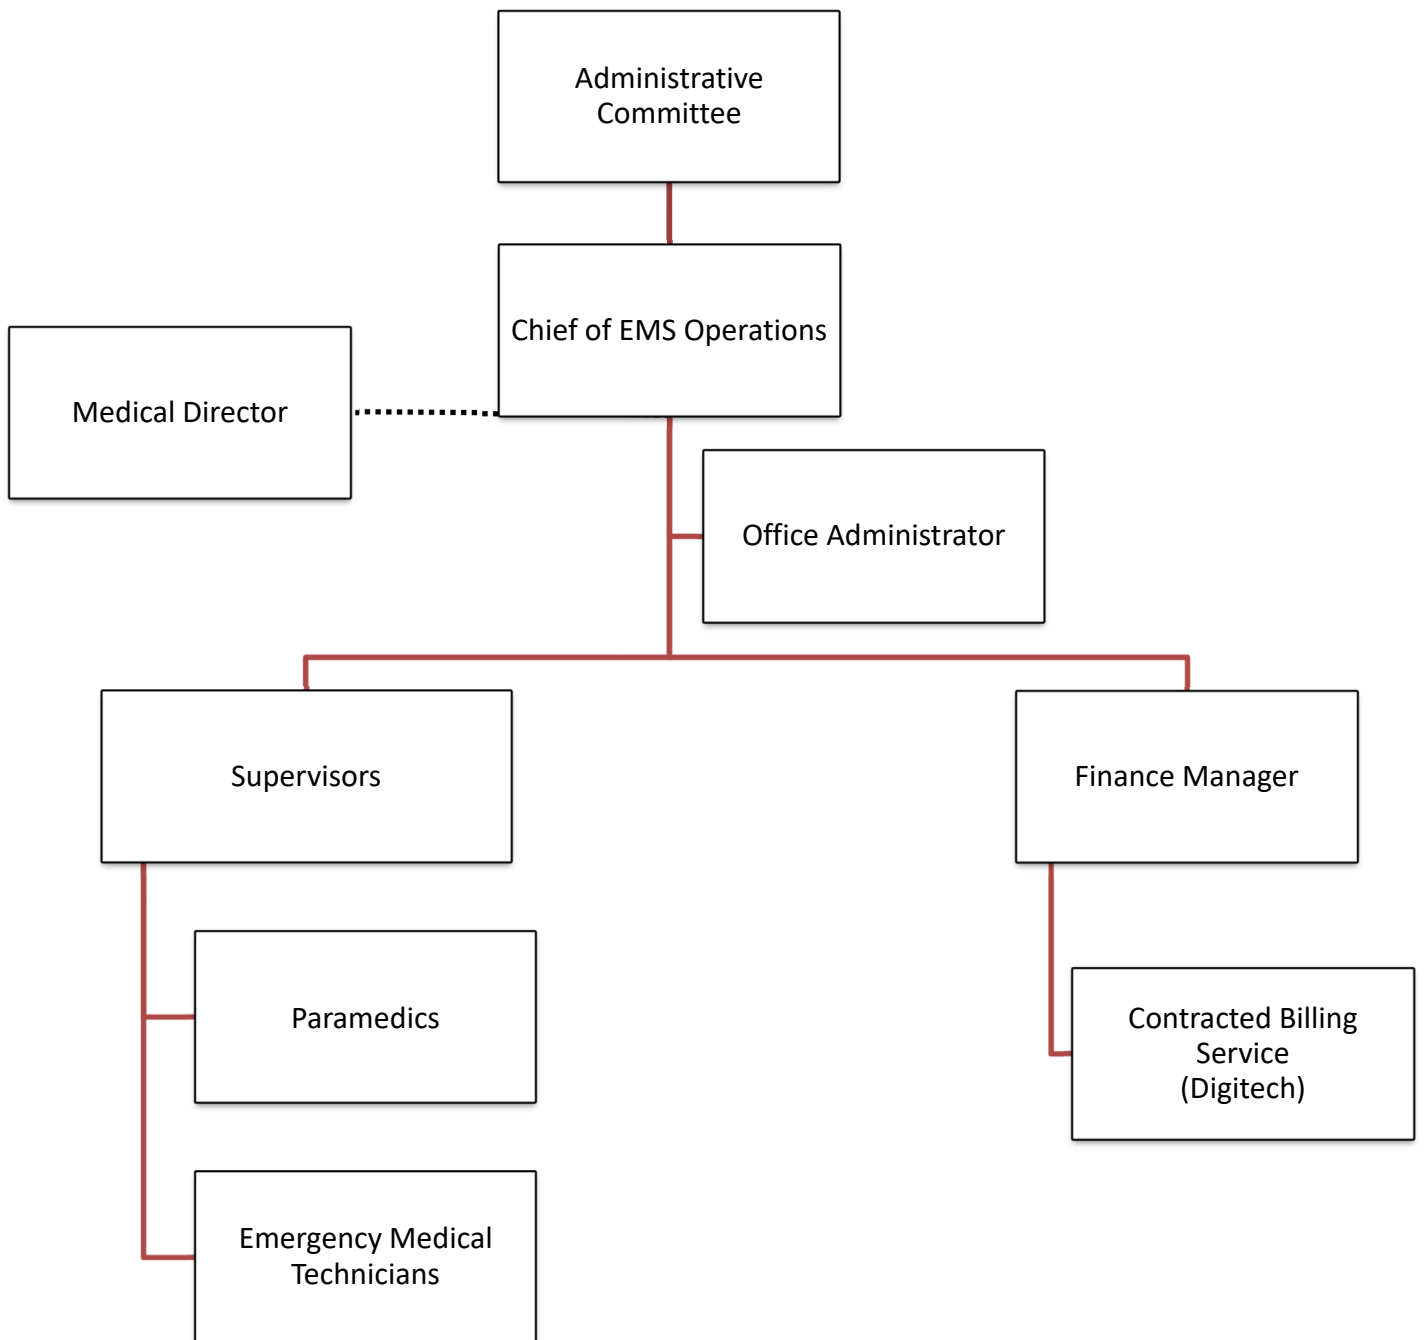 Administrative
Committee
Chief of EMS Operations
Medical Director
Office Administrator
Supervisors
Finance Manager
Paramedics
Contracted Billing
Service
(Digitech)
Emergency Medical
Technicians